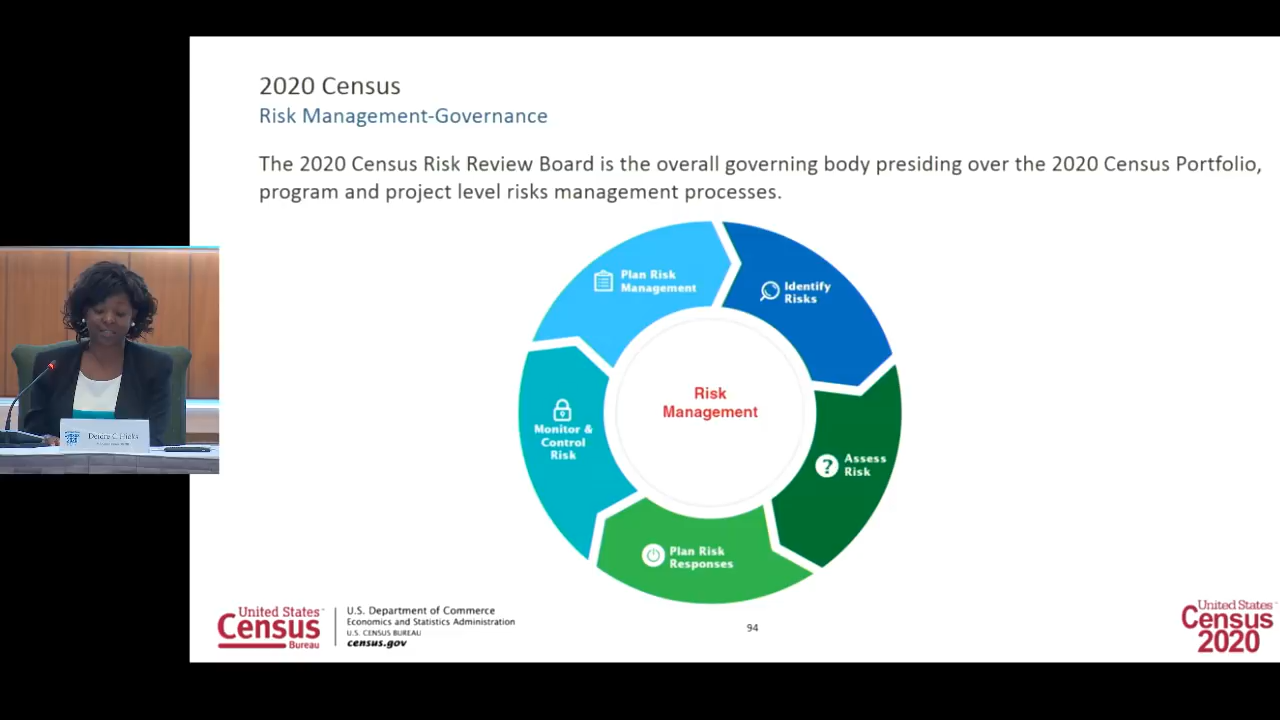 2020 Census
Risk Management-Governance
The 2020 Census Risk Review Board is the overall governing body presiding over the 2020 Census Portfolio,
program and project level risks management processes.
Plan Risk
Management
Identify
Risks
Risk
Management
Monitor &
Control
Risk
Assess
Risk
Plan Risk
Responses
United States™
Census
Bureau
U.S. Department of Commerce
Economics and Statistics Administration
U.S. CENSUS BUREAU
census.gov
94
United States™
Census
2020